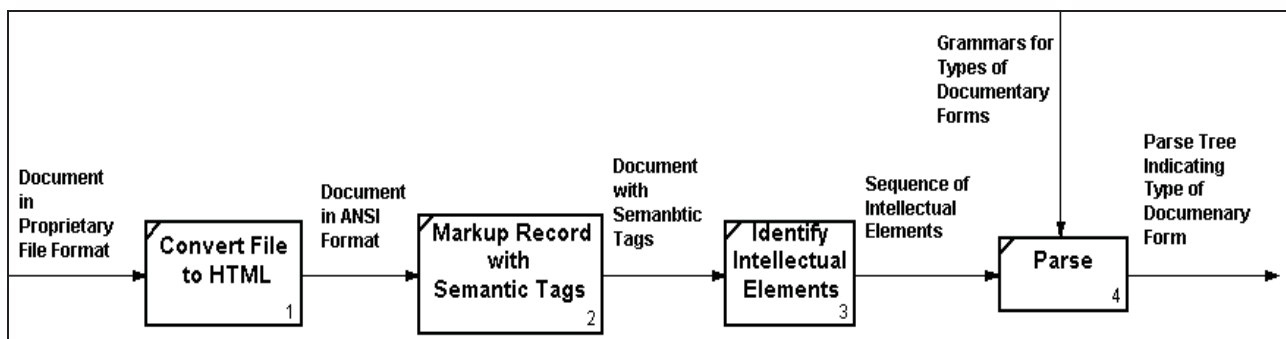 Document
in
Proprietary
File Format
Convert File
to HTML
1
Document
in ANSI
Format
Markup Record
with
Semantic Tags
2
Document
with
Semanbtic
Tags
Identify
Intellectual
Elements
3
Sequence of
Intellectual
Elements
Grammars for
Types of
Documentary
Forms
Parse
4
Parse Tree
Indicating
Type of
Documenary
Form